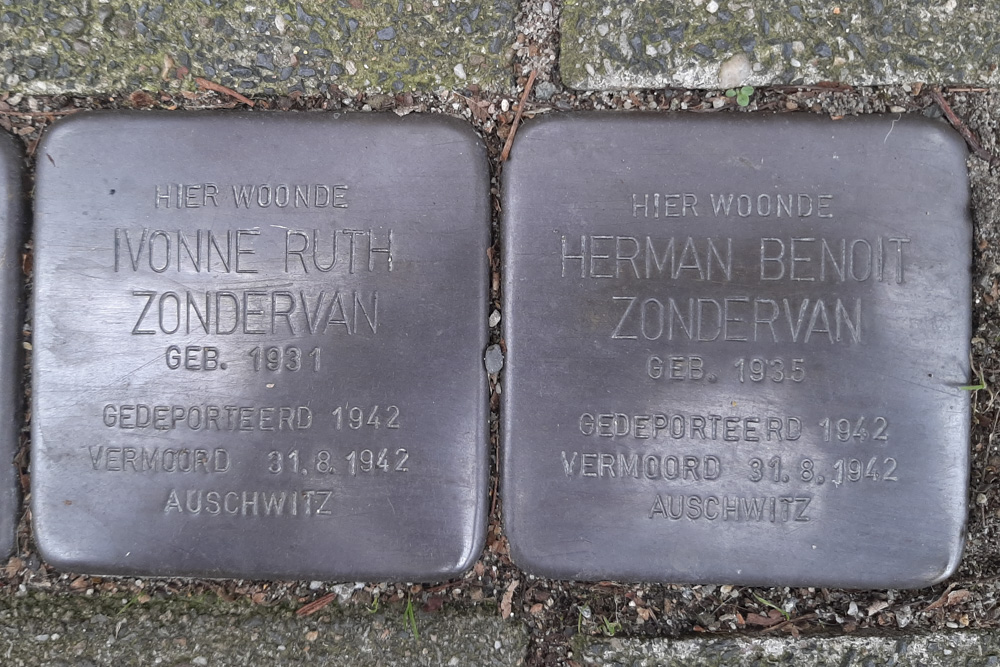 HIER WOONDE
IVONNE RUTH
ZONDERVAN
GEB. 1931
GEDEPORTEERD 1942
VERMOORD 31.8.1942
AUSCHWITZ
HIER WOONDE
HERMAN BENOIT
ZONDERVAN
GEB. 1935
GEDEPORTEERD 1942
VERMOORD 31.8.1942
AUSCHWITZ